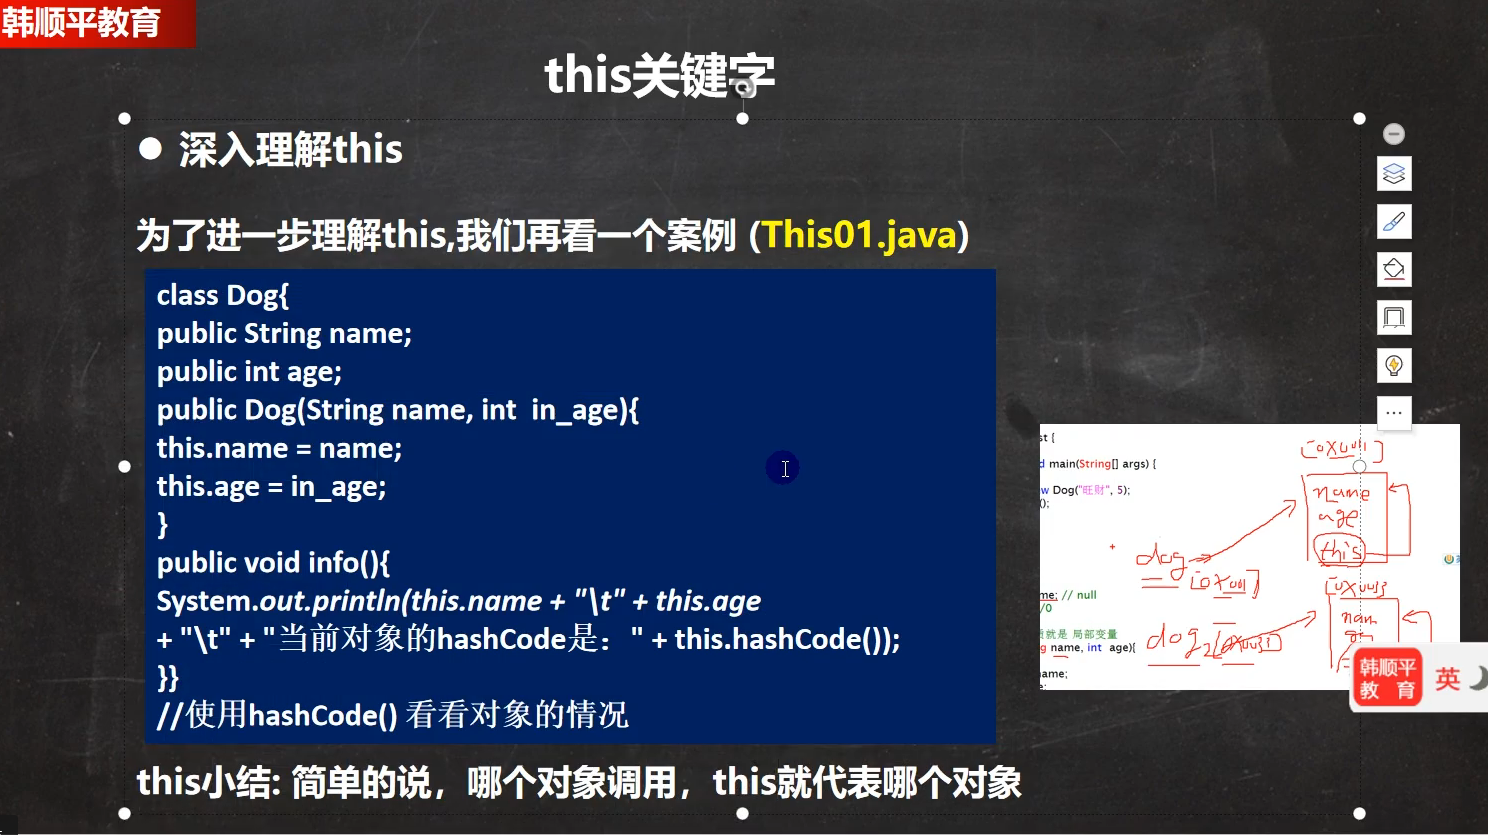 韩顺平教育
this关键字
● 深入理解this
为了进一步理解this,我们再看一个案例 (This01.java)
class Dog{
public String name;
public int age;
public Dog(String name, int  in_age){
this.name = name;
this.age = in_age;
}
public void info(){
System.out.println(this.name + "\t" + this.age
+ "\t" + "当前对象的hashCode是：" + this.hashCode());
}}
//使用hashCode() 看看对象的情况
this小结: 简单的说，哪个对象调用，this就代表哪个对象
st {
d main(String[] args) {
w Dog("旺财", 5);
();
name
age
this
dog
me; // null
/0
质就是 局部变量
g name, int  age){
name;
dog2
韩顺平
教 育
英